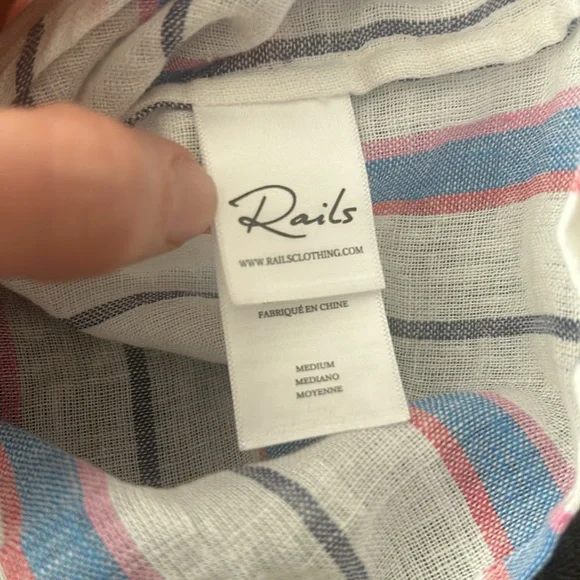 Rails
WWW.RAILSCLOTHING.COM
FABRIQUÉ EN CHINE
MEDIUM
MEDIANO
MOYENNE